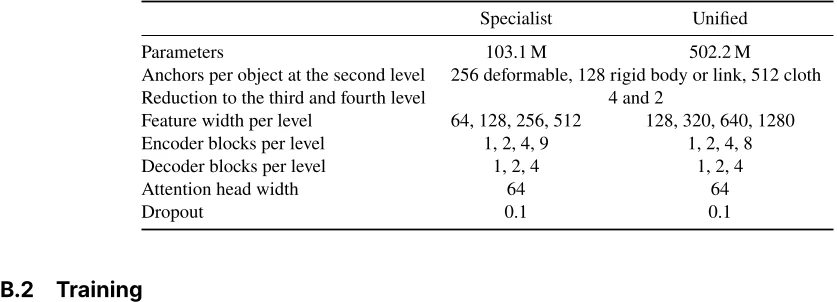 Specialist Unified
Parameters 103.1 M 502.2 M
Anchors per object at the second level 256 deformable, 128 rigid body or link, 512 cloth
Reduction to the third and fourth level 4 and 2
Feature width per level 64, 128, 256, 512 128, 320, 640, 1280
Encoder blocks per level 1, 2, 4, 9 1, 2, 4, 8
Decoder blocks per level 1, 2, 4 1, 2, 4
Attention head width 64 64
Dropout 0.1 0.1
B.2 Training